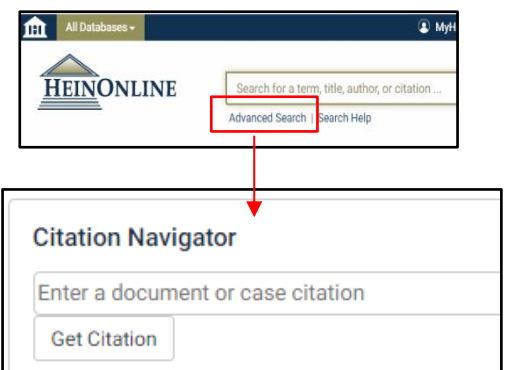 All Databases
MyH
HEINONLINE
Search for a term, title, author, or citation ...
Advanced Search | Search Help
Citation Navigator
Enter a document or case citation
Get Citation